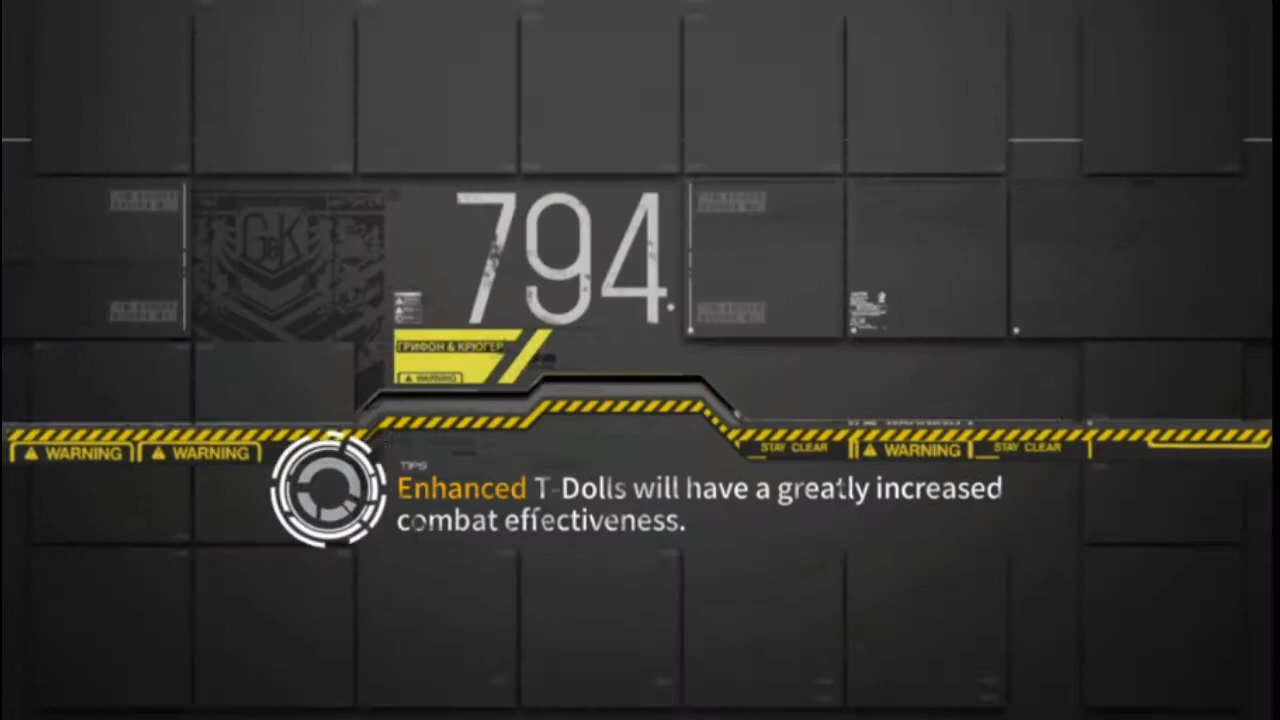 G&K
794.
ГРИФОН & КРЮГЕР
WARNING
WARNING
WARNING
STAY CLEAR
WARNING
STAY CLEAR
TIPS
Enhanced T-Dolls will have a greatly increased
combat effectiveness.